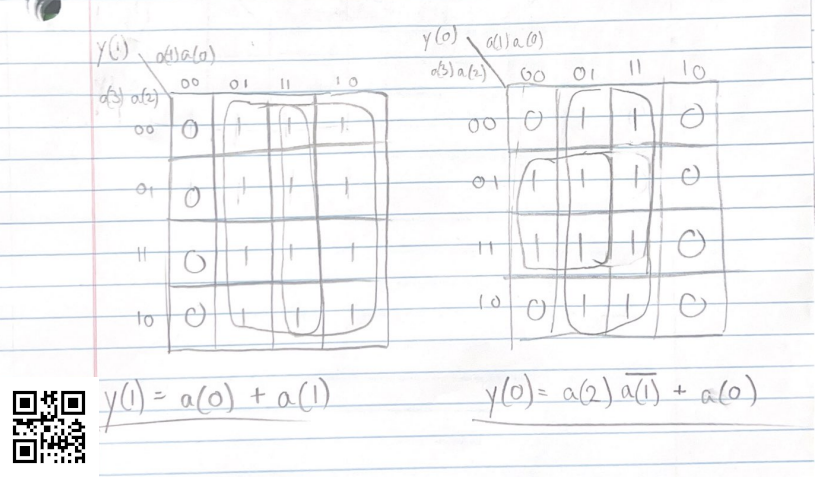 y(1) a(1)a(0)
a(3) a(2) 00 01 11 10
00 0 1 1 1
01 0 1 1 1
11 0 1 1 1
10 0 1 1 1
y(1) = a(0) + a(1)
y(0) a(1)a(0)
a(3)a(2) 00 01 11 10
00 0 1 1 0
01 1 1 1 0
11 1 1 1 0
10 0 1 1 0
y(0) = a(2) a̅(̅1̅)̅ + a(0)